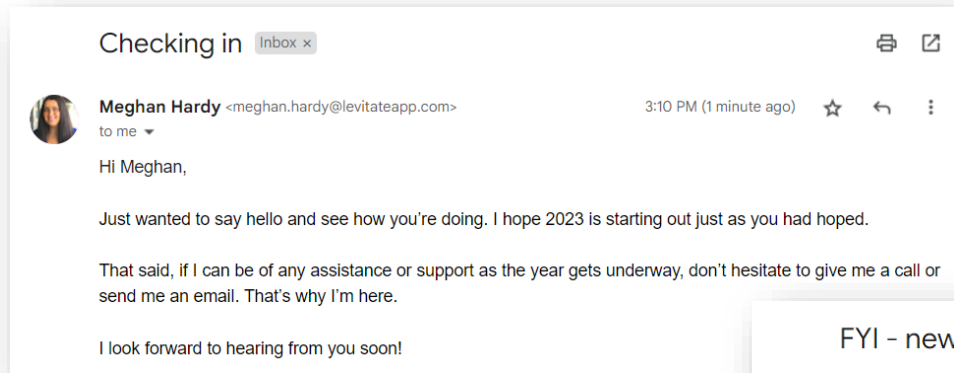 Checking in Inbox ×
Meghan Hardy <meghan.hardy@levitateapp.com> 3:10 PM (1 minute ago)
to me
Hi Meghan,
Just wanted to say hello and see how you’re doing. I hope 2023 is starting out just as you had hoped.
That said, if I can be of any assistance or support as the year gets underway, don’t hesitate to give me a call or
send me an email. That’s why I’m here.
I look forward to hearing from you soon!
FYI - new